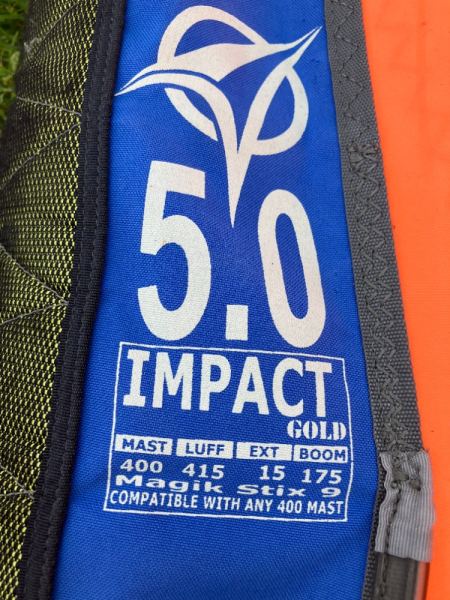 5.0
IMPACT
GOLD
MAST LUFF EXT BOOM
400 415 15 175
Magik Stix 9
COMPATIBLE WITH ANY 400 MAST